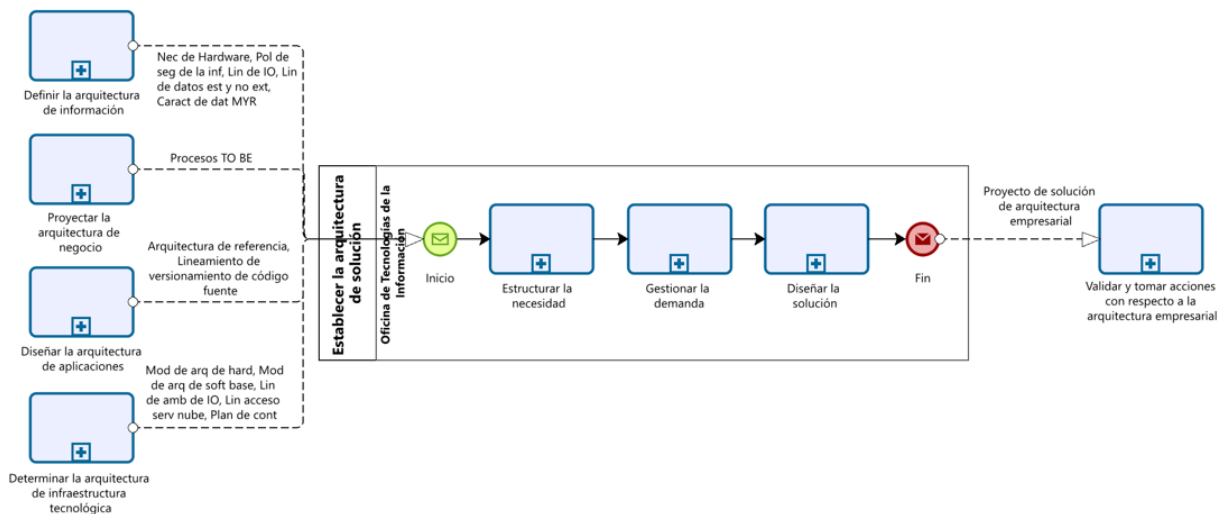 Nec de Hardware, Pol de
seg de la inf, Lin de IO, Lin
de datos est y no ext,
Caract de dat MYR
Definir la arquitectura
de información
Procesos TO BE
Proyectar la
arquitectura de
negocio
Arquitectura de referencia,
Lineamiento de
versionamiento de código
fuente
Diseñar la arquitectura
de aplicaciones
Mod de arq de hard, Mod
de arq de soft base, Lin
de amb de IO, Lin acceso
serv nube, Plan de cont
Determinar la arquitectura
de infraestructura
tecnológica
Establecer la arquitectura
de solución
Oficina de Tecnologías de la
Información
Inicio
Estructurar la
necesidad
Gestionar la
demanda
Diseñar la
solución
Fin
Proyecto de solución
de arquitectura
empresarial
Validar y tomar acciones
con respecto a la
arquitectura empresarial